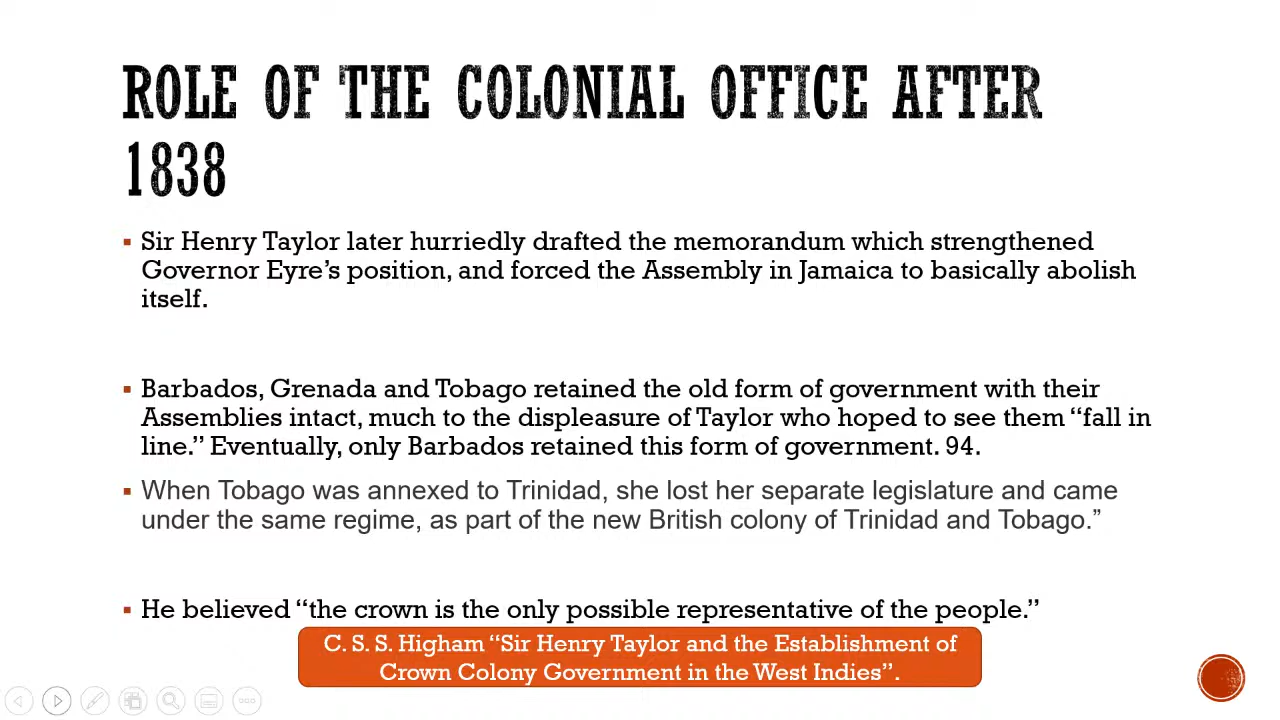 ROLE OF THE COLONIAL OFFICE AFTER
1838
▪ Sir Henry Taylor later hurriedly drafted the memorandum which strengthened
Governor Eyre’s position, and forced the Assembly in Jamaica to basically abolish
itself.
▪ Barbados, Grenada and Tobago retained the old form of government with their
Assemblies intact, much to the displeasure of Taylor who hoped to see them “fall in
line.” Eventually, only Barbados retained this form of government. 94.
▪ When Tobago was annexed to Trinidad, she lost her separate legislature and came
under the same regime, as part of the new British colony of Trinidad and Tobago.”
▪ He believed “the crown is the only possible representative of the people.”
C. S. S. Higham “Sir Henry Taylor and the Establishment of
Crown Colony Government in the West Indies”.